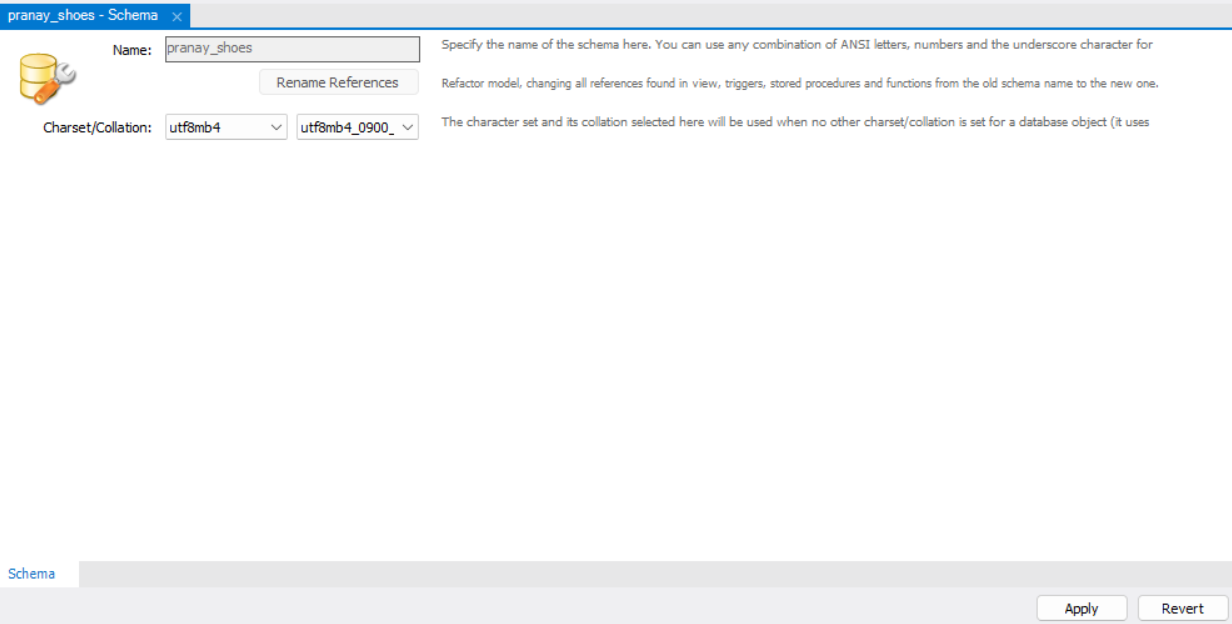 pranay_shoes - Schema
Name: pranay_shoes Specify the name of the schema here. You can use any combination of ANSI letters, numbers and the underscore character for
Rename References Refactor model, changing all references found in view, triggers, stored procedures and functions from the old schema name to the new one.
Charset/Collation: utf8mb4 utf8mb4_0900_ The character set and its collation selected here will be used when no other charset/collation is set for a database object (it uses
Schema
Apply Revert